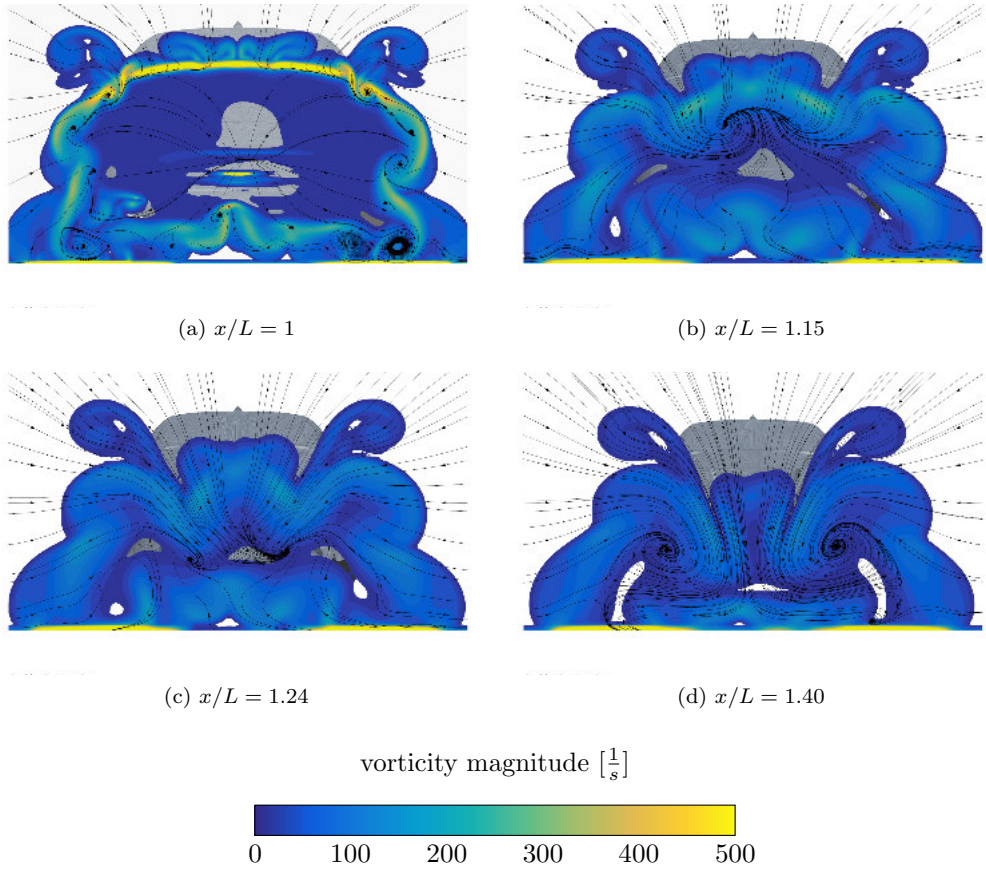 (a) x/L = 1
(b) x/L = 1.15
(c) x/L = 1.24
(d) x/L = 1.40
vorticity magnitude [1/s]
0 100 200 300 400 500